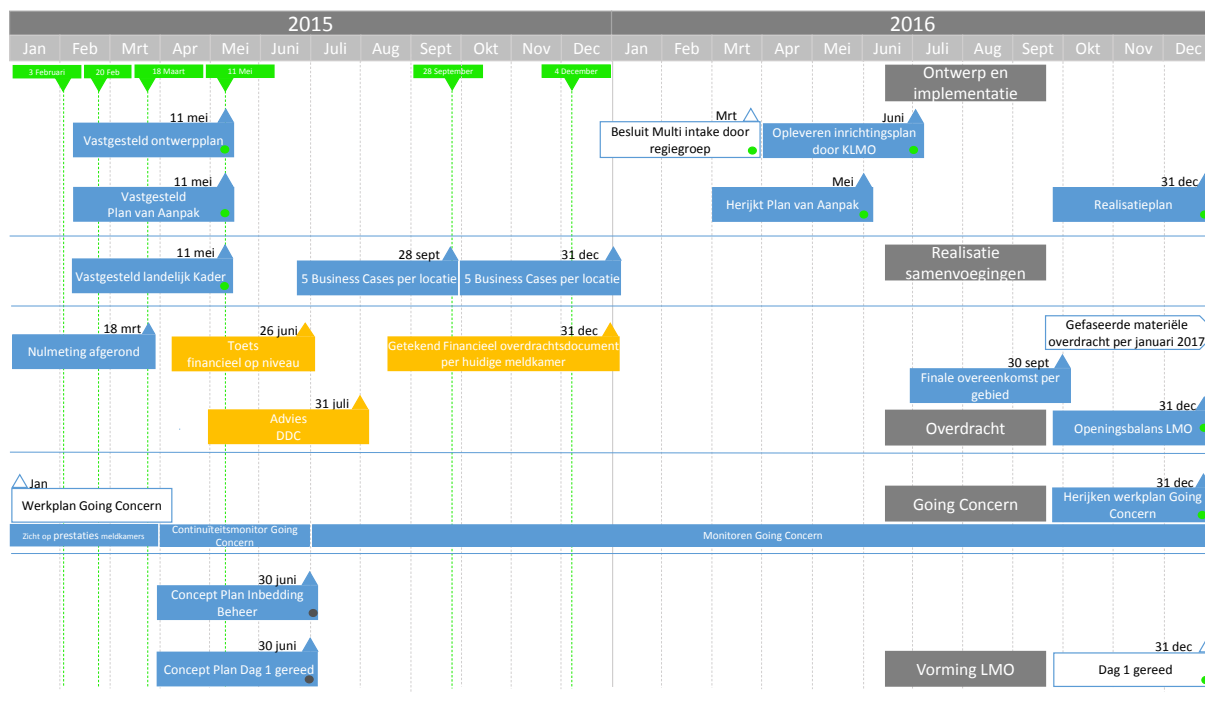 2015
2016
Jan Feb Mrt Apr Mei Juni Juli Aug Sept Okt Nov Dec Jan Feb Mrt Apr Mei Juni Juli Aug Sept Okt Nov Dec
3 Februari
20 Feb
18 Maart
11 Mei
28 September
4 December
Ontwerp en
implementatie
11 mei
Vastgesteld ontwerpplan
Mrt
Besluit Multi intake door
regiegroep
Juni
Opleveren inrichtingsplan
door KLMO
11 mei
Vastgesteld
Plan van Aanpak
Mei
Herijkt Plan van Aanpak
31 dec
Realisatieplan
11 mei
Vastgesteld landelijk Kader
28 sept
5 Business Cases per locatie
31 dec
5 Business Cases per locatie
Realisatie
samenvoegingen
18 mrt
Nulmeting afgerond
26 juni
Toets
financieel op niveau
31 dec
Getekend Financieel overdrachtsdocument
per huidige meldkamer
Gefaseerde materiële
overdracht per januari 2017
30 sept
Finale overeenkomst per
gebied
31 juli
Advies
DDC
Overdracht
31 dec
Openingsbalans LMO
Jan
Werkplan Going Concern
Going Concern
31 dec
Herijken werkplan Going
Concern
Zicht op prestaties meldkamers
Continuïteitsmonitor Going
Concern
Monitoren Going Concern
30 juni
Concept Plan Inbedding
Beheer
30 juni
Concept Plan Dag 1 gereed
Vorming LMO
31 dec
Dag 1 gereed